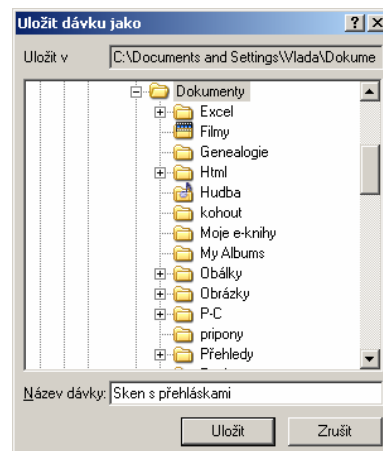 Uložit dávku jako
Uložit v C:\Documents and Settings\Vlada\Dokume
Dokumenty
Excel
Filmy
Genealogie
Html
Hudba
kohout
Moje e-knihy
My Albums
Obálky
Obrázky
P-C
pripony
Přehledy
Název dávky: Sken s přehláskami
Uložit Zrušit